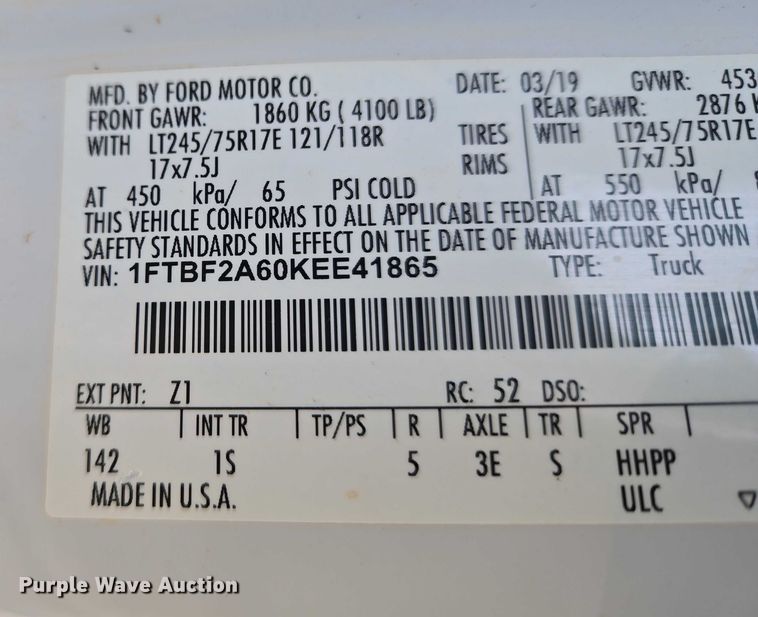 MFD. BY FORD MOTOR CO. DATE: 03/19 GVWR: 453
FRONT GAWR: 1860 KG ( 4100 LB) REAR GAWR: 2876
WITH LT245/75R17E 121/118R TIRES WITH LT245/75R17E
17x7.5J RIMS 17x7.5J
AT 450 kPa/ 65 PSI COLD AT 550 kPa/
THIS VEHICLE CONFORMS TO ALL APPLICABLE FEDERAL MOTOR VEHICLE
SAFETY STANDARDS IN EFFECT ON THE DATE OF MANUFACTURE SHOWN
VIN: 1FTBF2A60KEE41865 TYPE: Truck
EXT PNT: Z1 RC: 52 DSO:
WB INT TR TP/PS R AXLE TR SPR
142 1S 5 3E S HHPP
MADE IN U.S.A. ULC
Purple Wave Auction